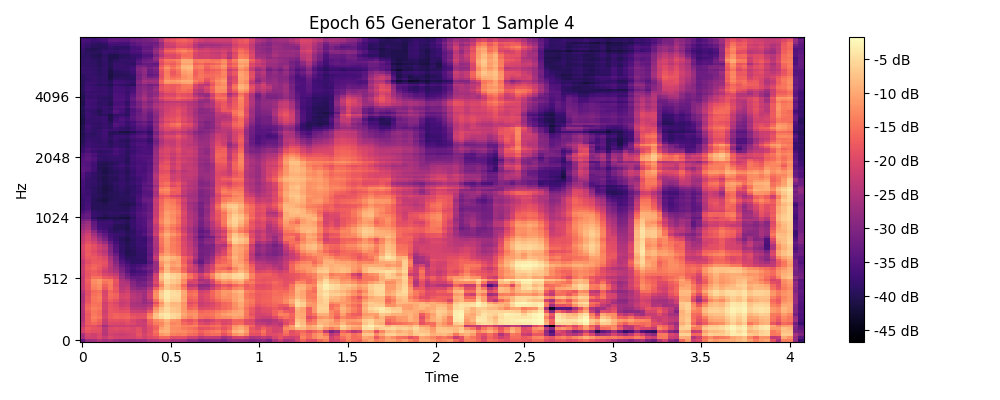 Epoch 65 Generator 1 Sample 4
Hz
4096
2048
1024
512
0
0 0.5 1 1.5 2 2.5 3 3.5 4
Time
-5 dB
-10 dB
-15 dB
-20 dB
-25 dB
-30 dB
-35 dB
-40 dB
-45 dB